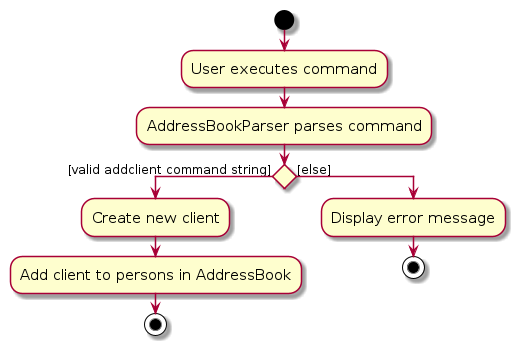 User executes command
AddressBookParser parses command
[valid addclient command string]
[else]
Create new client
Display error message
Add client to persons in AddressBook